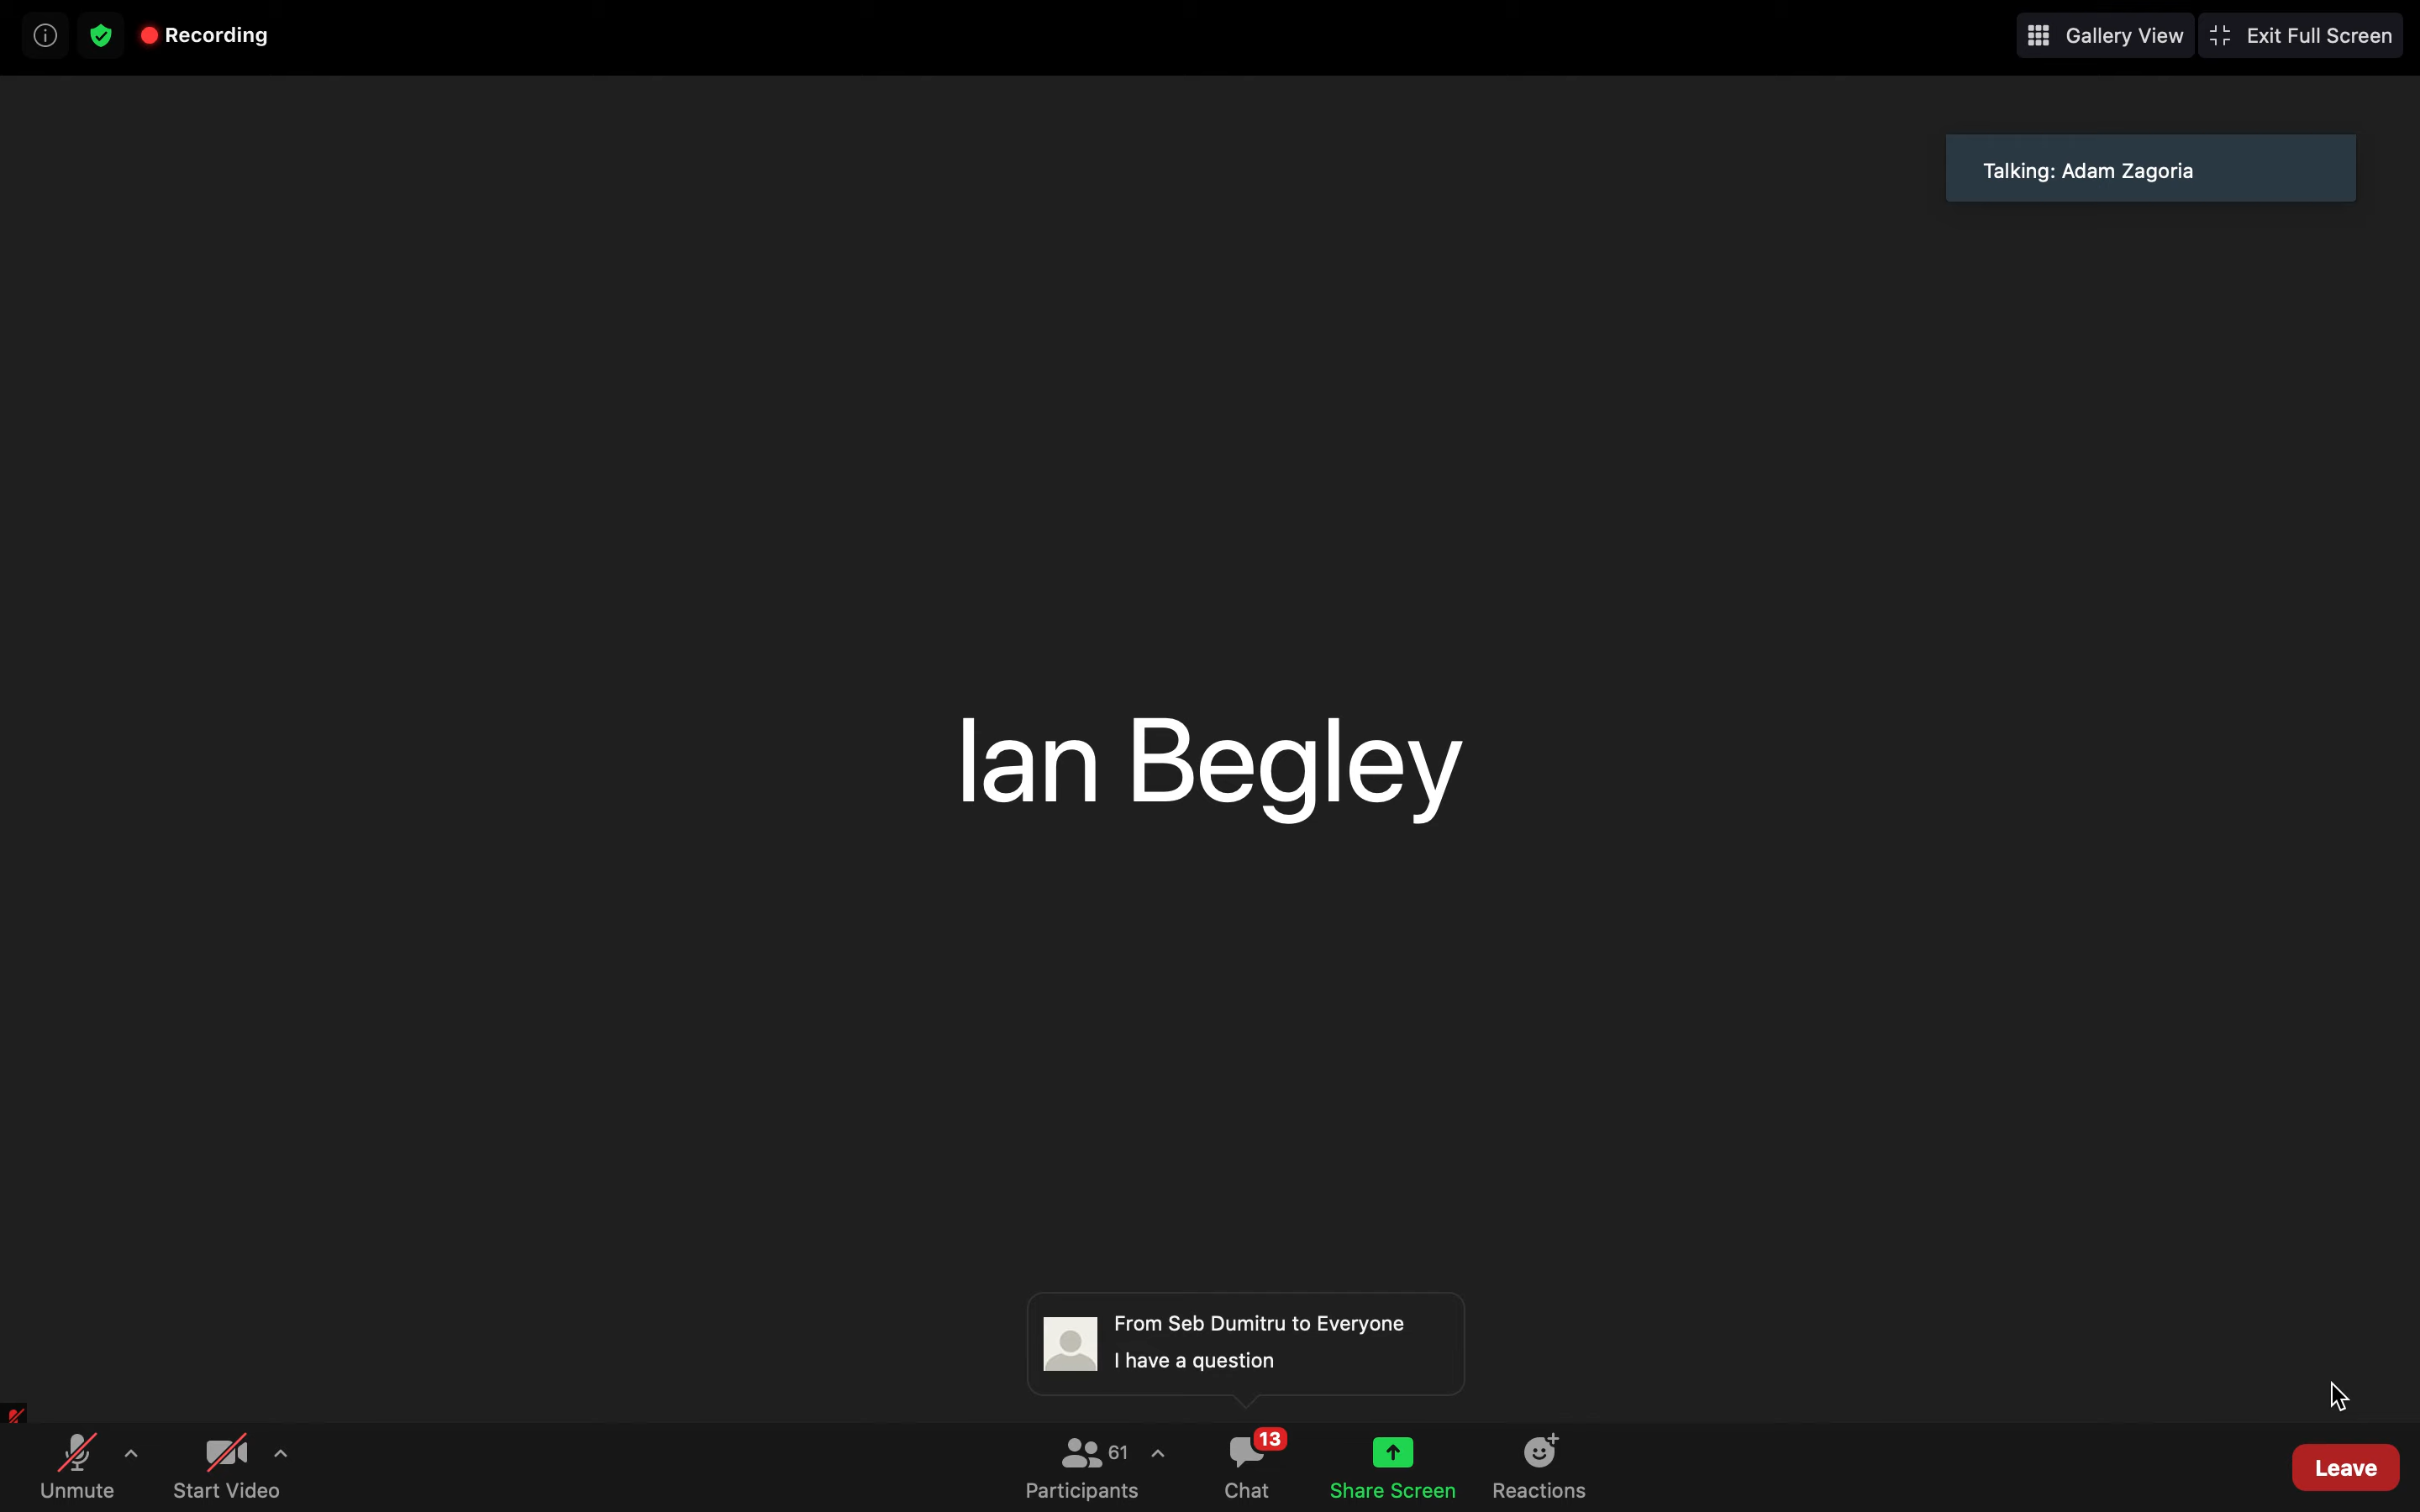 Recording
Gallery View
Exit Full Screen
Talking: Adam Zagoria
Ian Begley
From Seb Dumitru to Everyone
I have a question
Unmute
Start Video
61
Participants
13
Chat
Share Screen
Reactions
Leave